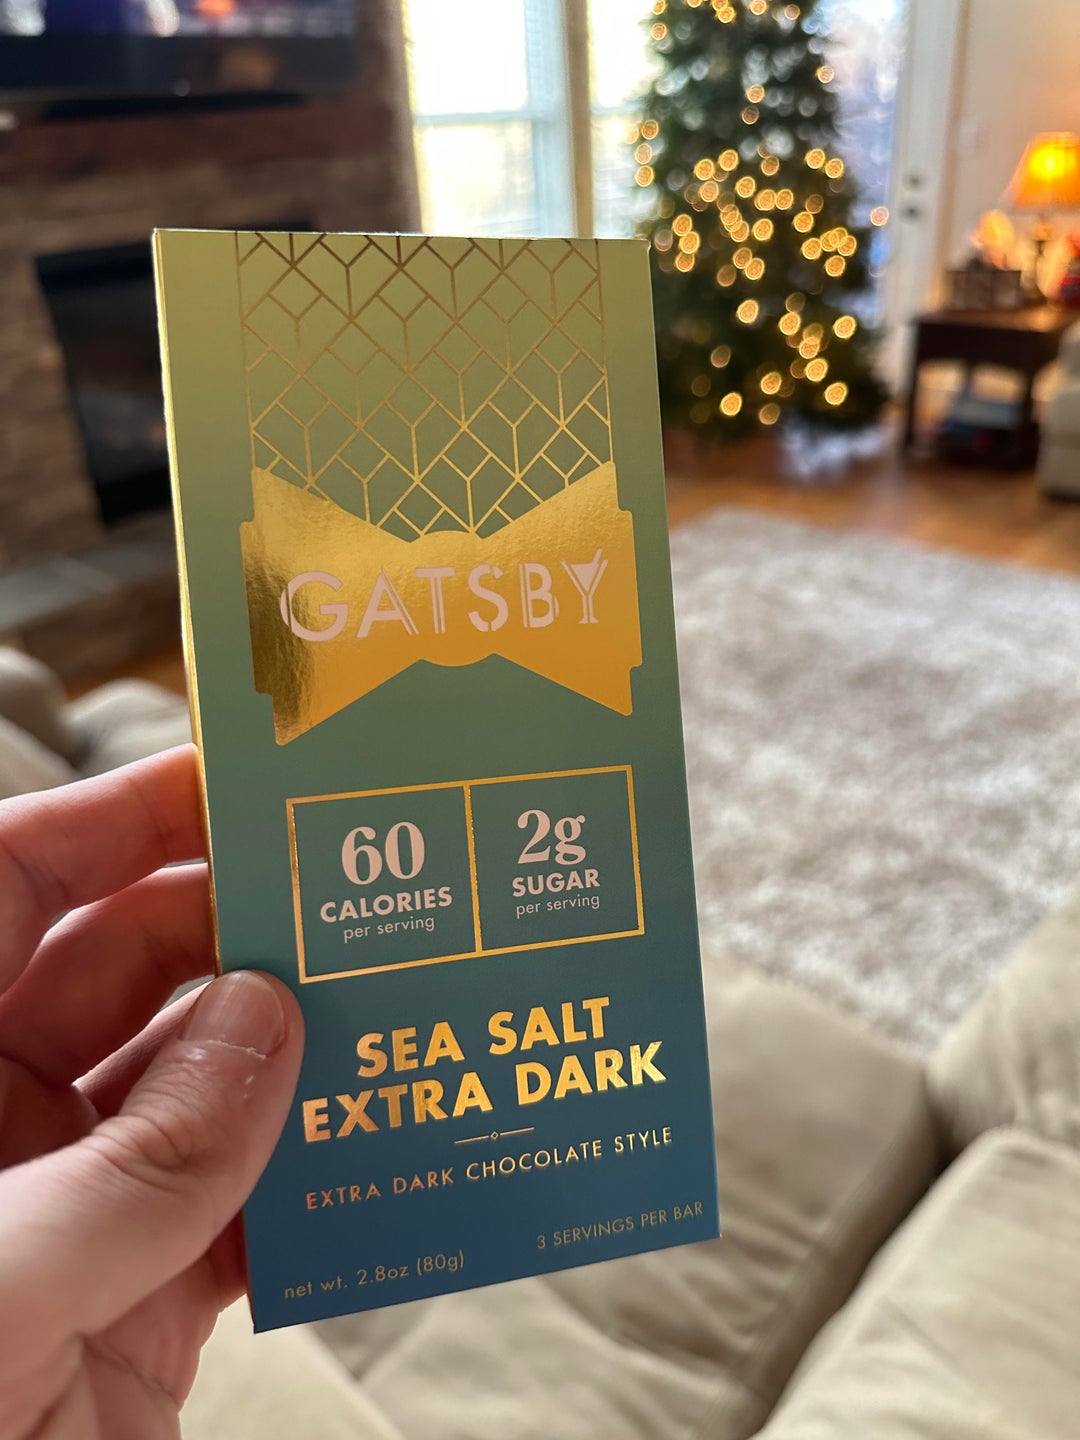 GATSBY
60
CALORIES
per serving
2g
SUGAR
per serving
SEA SALT
EXTRA DARK
EXTRA DARK CHOCOLATE STYLE
3 SERVINGS PER BAR
net wt. 2.8oz (80g)